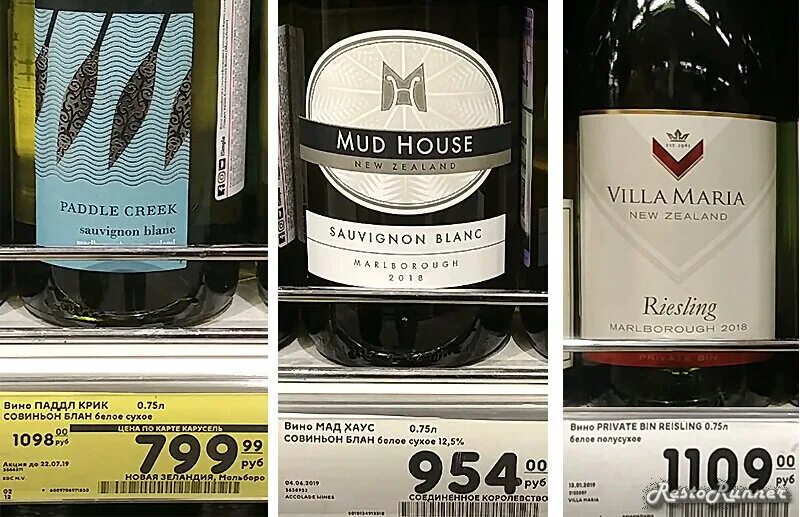 PADDLE CREEK
sauvignon blanc
Вино ПАДДЛ КРИК 0.75л
СОВИНЬОН БЛАН белое сухое
1098 00 руб
ЦЕНА ПО КАРТЕ КАРУСЕЛЬ
799 99 руб
Акция до 22.07.19
НОВАЯ ЗЕЛАНДИЯ, Мальборо
MUD HOUSE
NEW ZEALAND
SAUVIGNON BLANC
MARLBOROUGH
2018
Вино МАД ХАУС 0.75л
СОВИНЬОН БЛАН белое сухое 12,5%
954 00 руб
04.06.2019
ACCOLADE WINES
СОЕДИНЕННОЕ КОРОЛЕВСТВО
EST. 1961
VILLA MARIA
NEW ZEALAND
Riesling
MARLBOROUGH 2018
PRIVATE BIN
Вино PRIVATE BIN REISLING 0.75л
белое полусухое
1109 00
13.01.2019
VILLA MARIA
RestoRunner